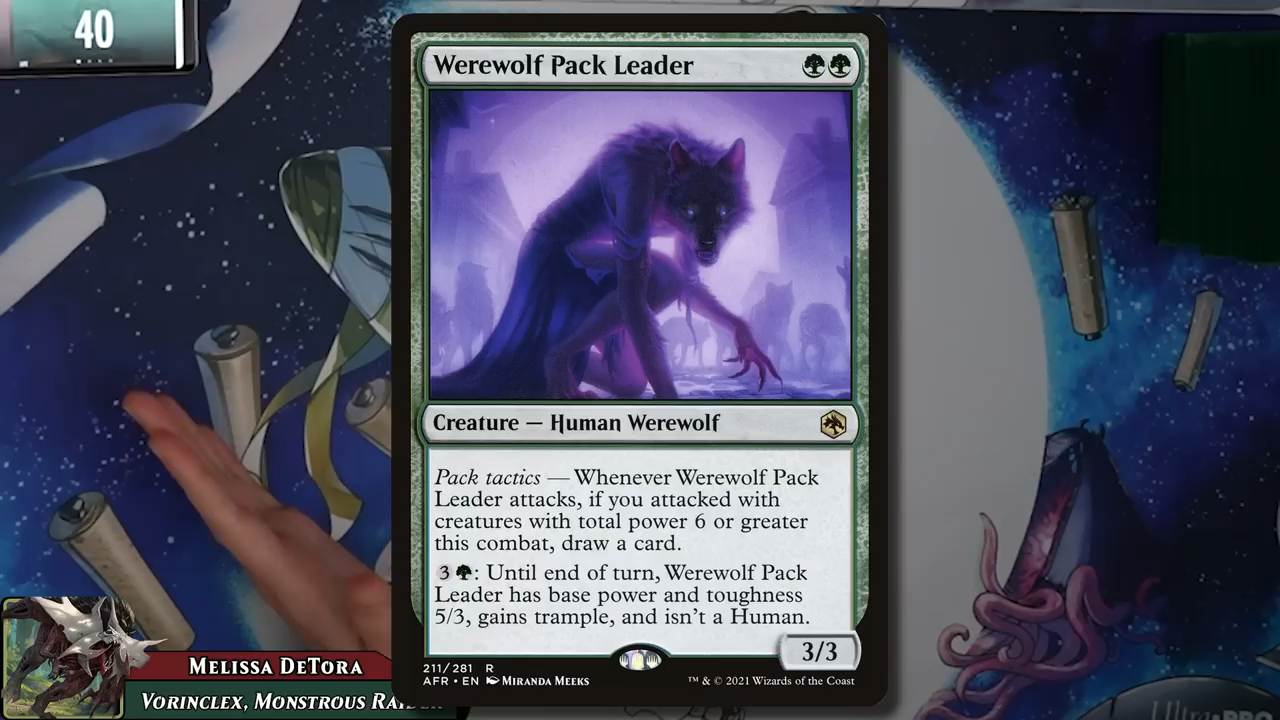 40
Werewolf Pack Leader
Creature — Human Werewolf
Pack tactics — Whenever Werewolf Pack
Leader attacks, if you attacked with
creatures with total power 6 or greater
this combat, draw a card.
3 : Until end of turn, Werewolf Pack
Leader has base power and toughness
5/3, gains trample, and isn't a Human.
3/3
211/281 R
AFR • EN Miranda Meeks
™ & © 2021 Wizards of the Coast
Melissa DeTora
Vorinclex, Monstrous Raider